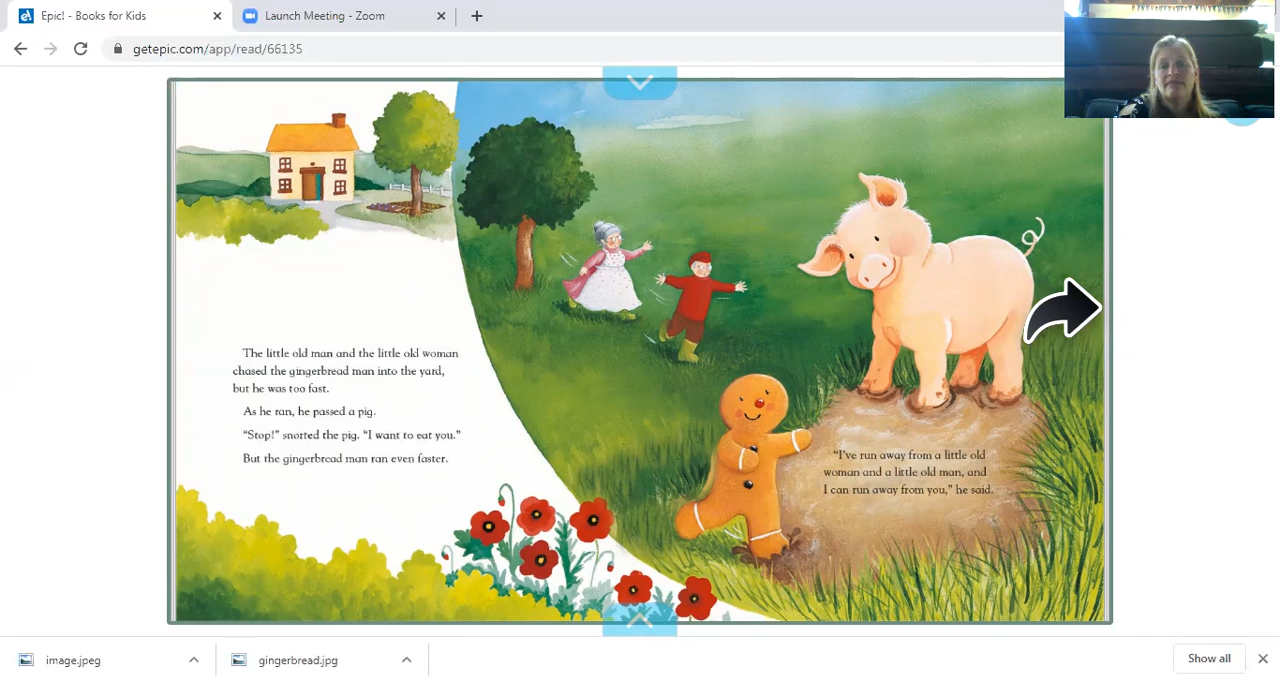 Epic! - Books for Kids
Launch Meeting - Zoom
getepic.com/app/read/66135
The little old man and the little old woman
chased the gingerbread man into the yard,
but he was too fast.
As he ran, he passed a pig.
“Stop!” snorted the pig. “I want to eat you.”
But the gingerbread man ran even faster.
“I’ve run away from a little old
woman and a little old man, and
I can run away from you,” he said.
image.jpeg
gingerbread.jpg
Show all